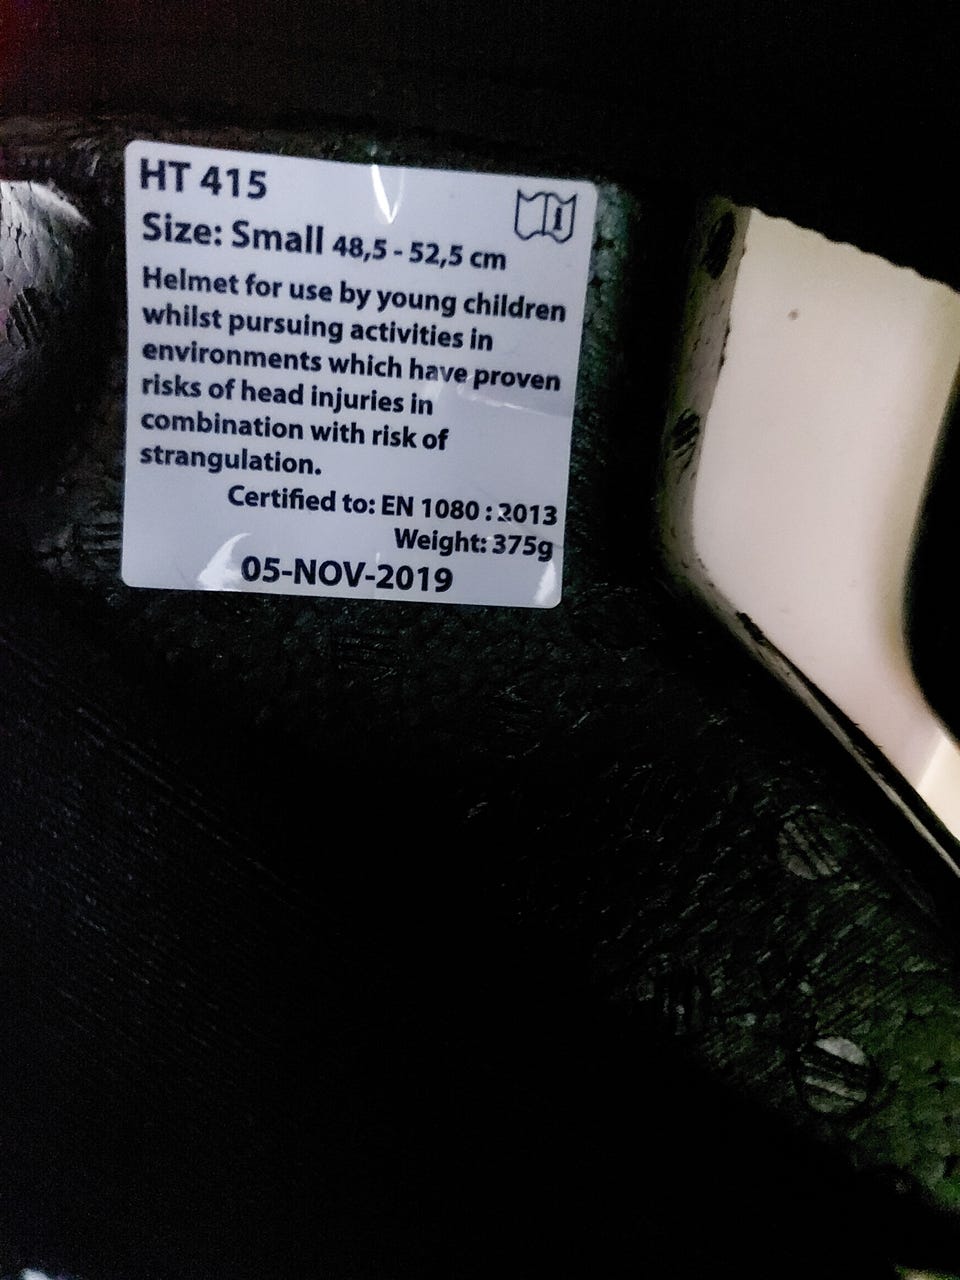 HT 415
Size: Small 48,5 - 52,5 cm
Helmet for use by young children
whilst pursuing activities in
environments which have proven
risks of head injuries in
combination with risk of
strangulation.
Certified to: EN 1080 : 2013
Weight: 375g
05-NOV-2019